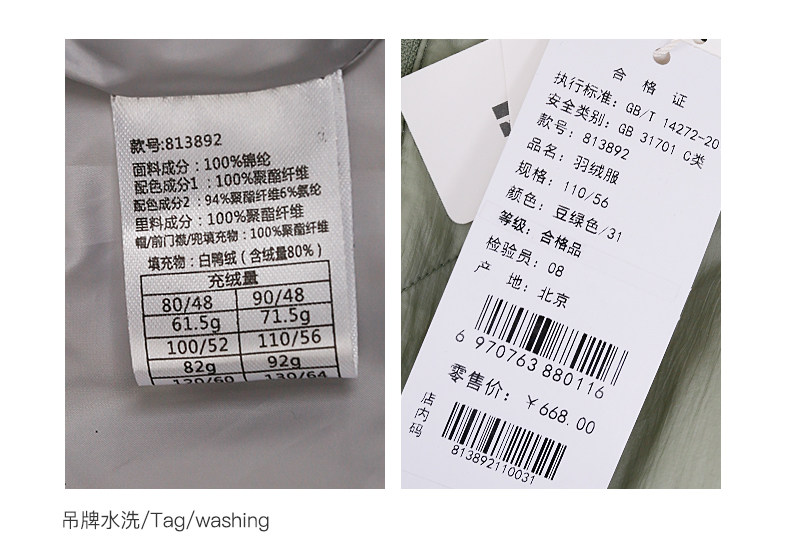 款号:813892
面料成分：100%锦纶
配色成分1：100%聚酯纤维
配色成分2：94%聚酯纤维6%氨纶
里料成分：100%聚酯纤维
帽/前门襟/兜填充物：100%聚酯纤维
填充物：白鸭绒（含绒量80%）
充绒量
80/48 90/48
61.5g 71.5g
100/52 110/56
82g 92g
120/60 130/64
合格证
执行标准：GB/T 14272-20
安全类别：GB 31701 C类
款号：813892
品名：羽绒服
规格：110/56
颜色：豆绿色/31
等级：合格品
检验员：08
产 地：北京
6 970763 880116
零售价：￥668.00
店内码
813892110031
吊牌水洗/Tag/washing